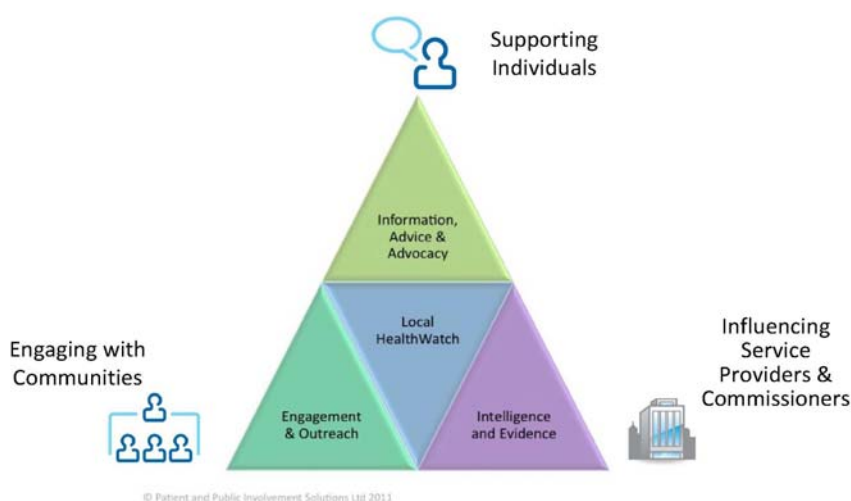 Supporting
Individuals
Information,
Advice &
Advocacy
Local
HealthWatch
Engaging with
Communities
Influencing
Service
Providers &
Commissioners
Engagement
& Outreach
Intelligence
and Evidence
© Patient and Public Involvement Solutions Ltd 2011